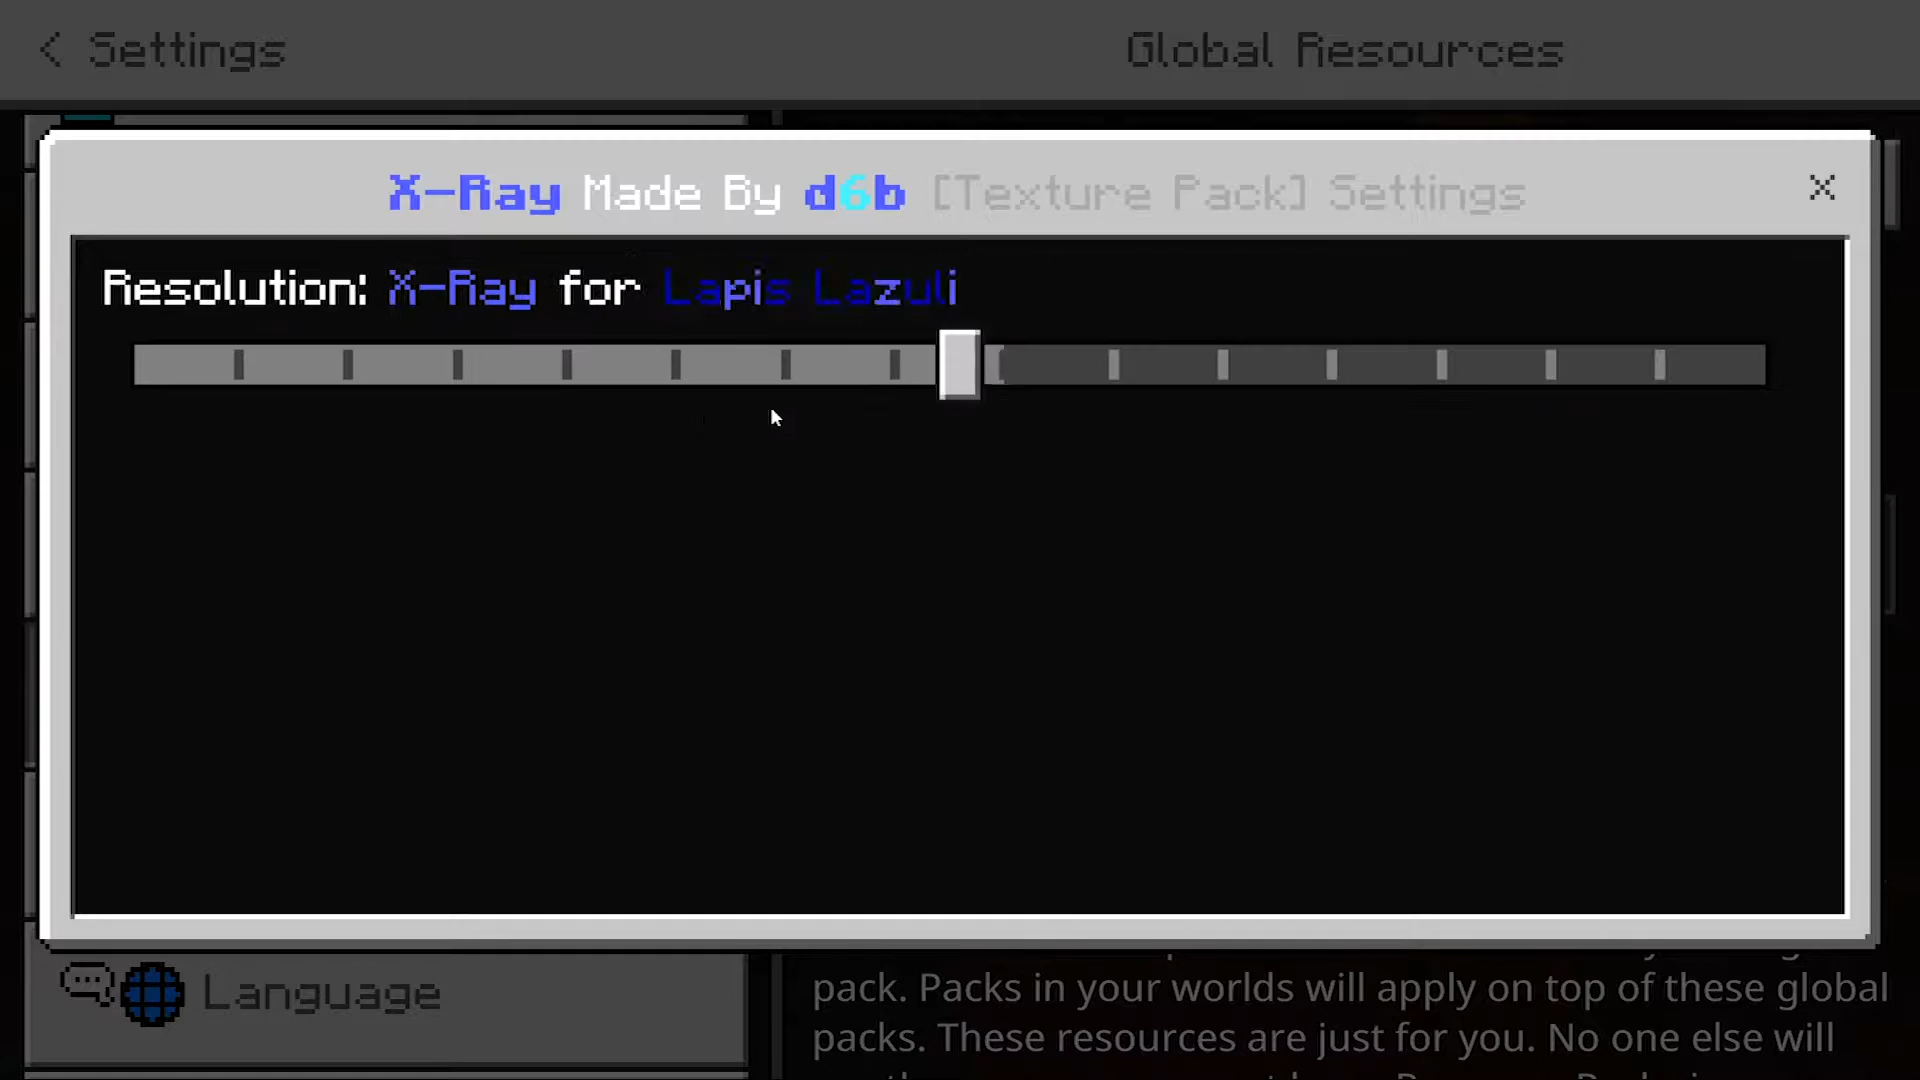 < Settings
Global Resources
X-Ray Made By d6b [Texture Pack] Settings
Resolution: X-Ray for Lapis Lazuli
Language
pack. Packs in your worlds will apply on top of these global
packs. These resources are just for you. No one else will